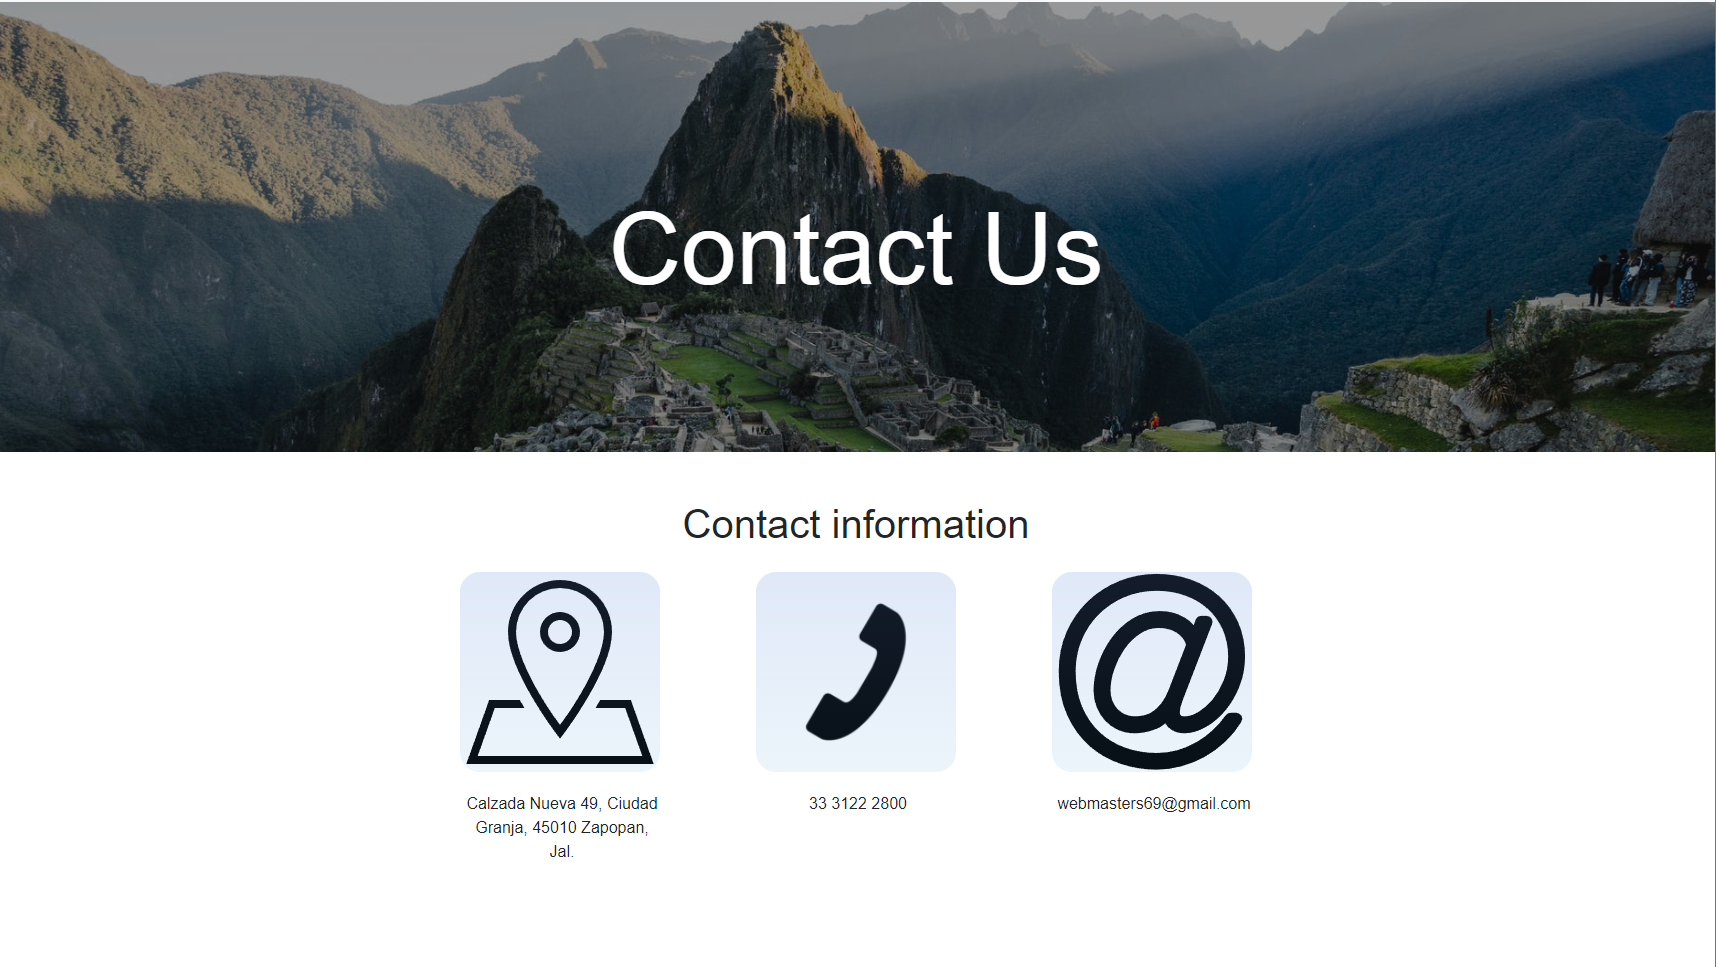 Contact Us
Contact information
Calzada Nueva 49, Ciudad
Granja, 45010 Zapopan,
Jal.
33 3122 2800
webmasters69@gmail.com